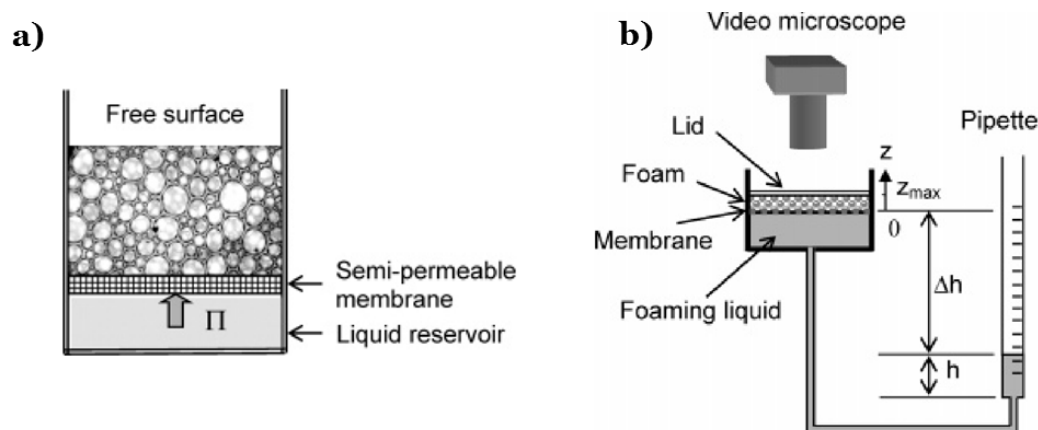 a)
Free surface
Semi-permeable
membrane
Π
Liquid reservoir
b)
Video microscope
Pipette
Lid
z
Foam
z_max
Membrane
0
Δh
Foaming liquid
h